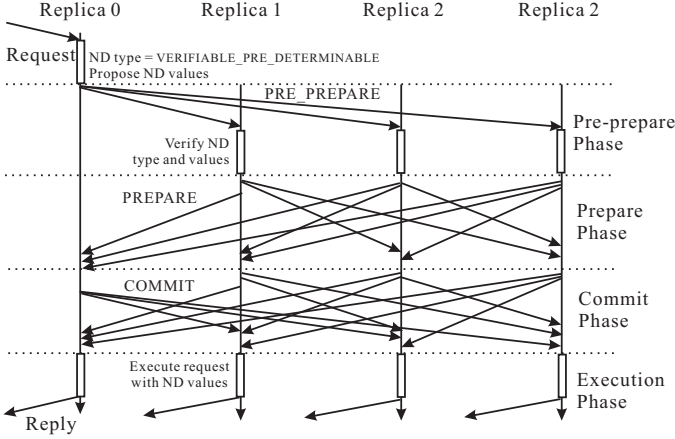 Replica 0 Replica 1 Replica 2 Replica 2
Request
ND type = VERIFIABLE_PRE_DETERMINABLE
Propose ND values
PRE_PREPARE
Pre-prepare
Phase
Verify ND
type and values
PREPARE
Prepare
Phase
COMMIT
Commit
Phase
Execute request
with ND values
Execution
Phase
Reply